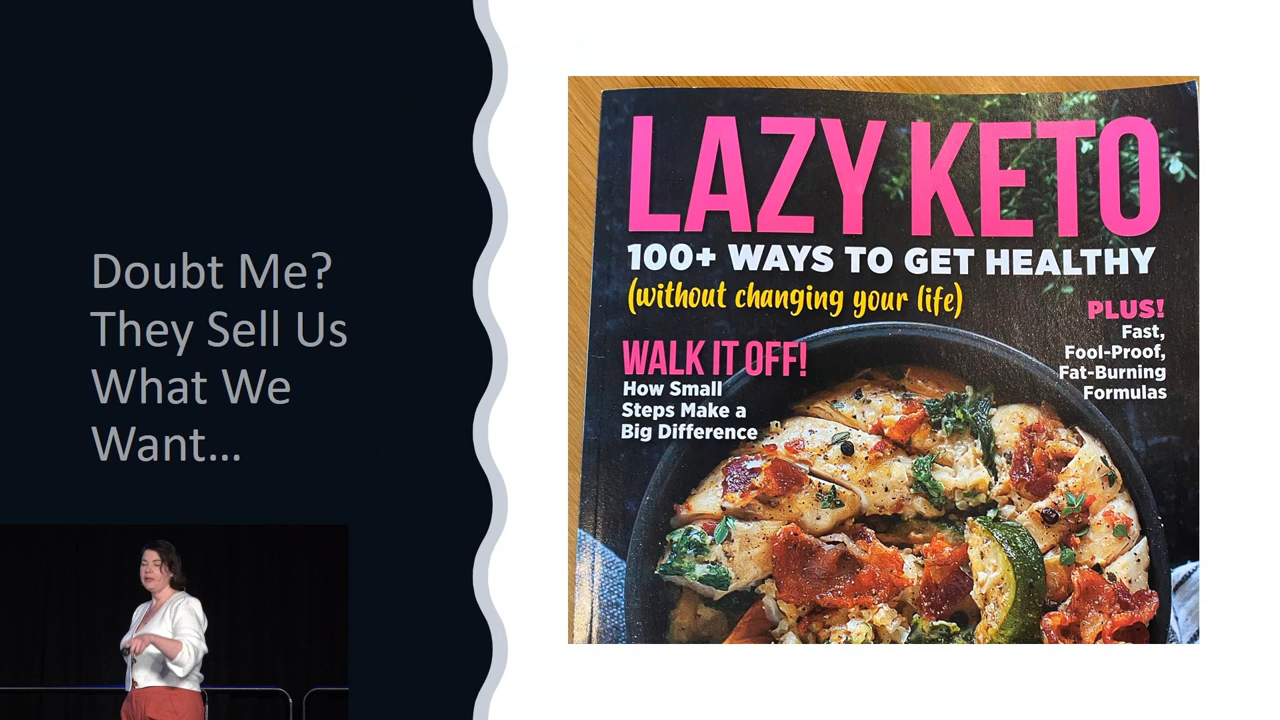 Doubt Me?
They Sell Us
What We
Want...
LAZY KETO
100+ WAYS TO GET HEALTHY
(without changing your life)
WALK IT OFF!
How Small
Steps Make a
Big Difference
PLUS!
Fast,
Fool-Proof,
Fat-Burning
Formulas